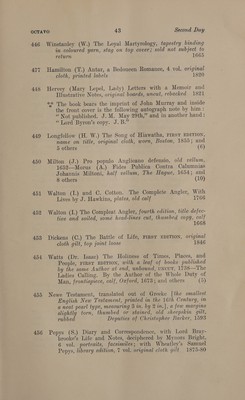 OCTAVO 45 Second Day
446 Winstanley (W.) The Loyal Martyrology, tapestry binding
in coloured yarn, stay on top cover; sold not subject to
return 1665
447 Hamilton (T.) Antar, a Bedoueen Romance, 4 vol. original
cloth, printed labels 1820
448 Hervey (Mary Lepel, Lady) Letters with a Memoir and
Illustrative Notes, original boards, uncut, rebacked 1821
*⁎* The book bears the imprint of John Murray and inside
the front cover is the following autograph note by him:
"Not published. J. M. May 29th," and in another hand:
"Lord Byron's copy. J. R."
449 Longfellow (H. W.) The Song of Hiawatha, FIRST EDITION,
name on title, original cloth, worn, Boston, 1855; and
5 others (6)
450 Milton (J.) Pro populo Anglicano defensio, old vellum,
1650—Morus (A.) Fides Publica Contra Calumnias
Johannis Miltoni, half vellum, The Hague, 1654; and
8 others (10)
451 Walton (I.) and C. Cotton. The Complete Angler, With
Lives by J. Hawkins, plates, old calf 1760
452 Walton (I.) The Compleat Angler, fourth edition, title defec-
tive and soiled, some head-lines cut, thumbed copy, calf
1668
453 Dickens (C.) The Battle of Life, FIRST EDITION, original
cloth gilt, top joint loose 1846
454 Watts (Dr. Isaac) The Holiness of Times, Places, and
People, FIRST EDITION, with a leaf of books published
by the same Author at end, unbound, UNCUT, 1738—The
Ladies Calling. By the Author of the Whole Duty of
Man, frontispiece, calf, Oxford, 1673; and others (5)
455 New Testament, translated out of Greeke [the smallest
English New Testament, printed in the 16th Century, in
a neat pearl type, measuring 3 in. by 2 in.], a few margins
slightly torn, thumbed or stained, old sheepskin gilt,
rubbed Deputies of Christopher Barker, 1593
456 Pepys (S.) Diary and Correspondence, with Lord Bray-
brooke's Life and Notes, deciphered by Mynors Bright,
6 vol. portraits, facsimiles; with Wheatley's Samuel
Pepys, library edition, 7 vol. original cloth gilt 1875-80